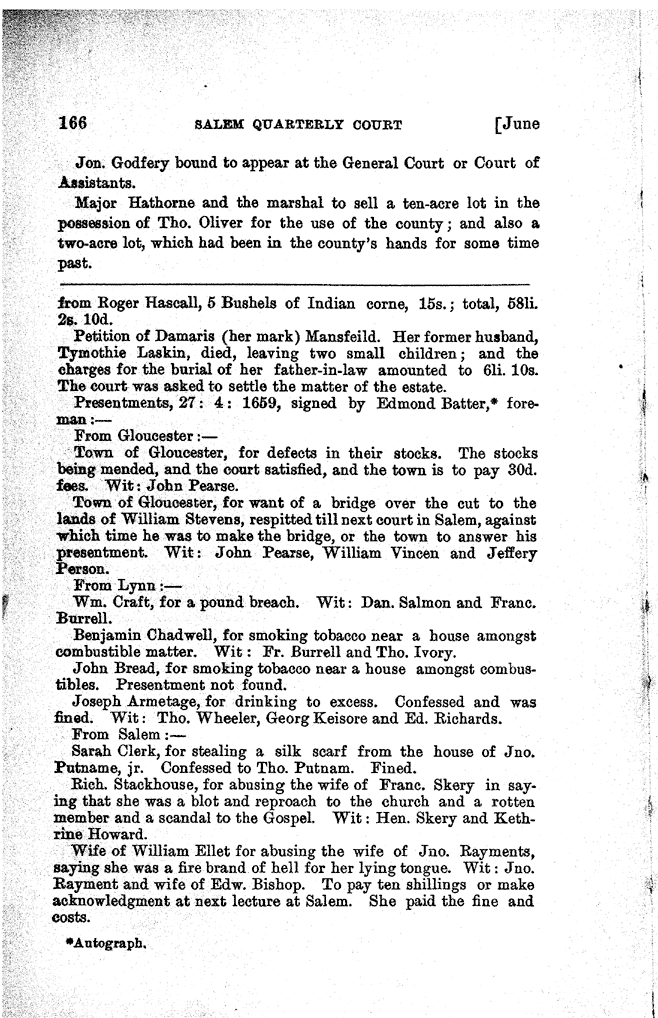 166 SALEM QUARTERLY COURT [June
Jon. Godfery bound to appear at the General Court or Court of
Assistants.
Major Hathorne and the marshal to sell a ten-acre lot in the
possession of Tho. Oliver for the use of the county; and also a
two-acre lot, which had been in the county's hands for some time
past.
from Roger Hascall, 5 Bushels of Indian corne, 15s.; total, 58li.
2s. 10d.
Petition of Damaris (her mark) Mansfeild. Her former husband,
Tymothie Laskin, died, leaving two small children; and the
charges for the burial of her father-in-law amounted to 6li. 10s.
The court was asked to settle the matter of the estate.
Presentments, 27: 4: 1659, signed by Edmond Batter,* fore-
man:—
From Gloucester:—
Town of Gloucester, for defects in their stocks. The stocks
being mended, and the court satisfied, and the town is to pay 30d.
fees. Wit: John Pearse.
Town of Gloucester, for want of a bridge over the cut to the
lands of William Stevens, respitted till next court in Salem, against
which time he was to make the bridge, or the town to answer his
presentment. Wit: John Pearse, William Vincen and Jeffery
Person.
From Lynn:—
Wm. Craft, for a pound breach. Wit: Dan. Salmon and Franc.
Burrell.
Benjamin Chadwell, for smoking tobacco near a house amongst
combustible matter. Wit: Fr. Burrell and Tho. Ivory.
John Bread, for smoking tobacco near a house amongst combus-
tibles. Presentment not found.
Joseph Armetage, for drinking to excess. Confessed and was
fined. Wit: Tho. Wheeler, Georg Keisore and Ed. Richards.
From Salem:—
Sarah Clerk, for stealing a silk scarf from the house of Jno.
Putname, jr. Confessed to Tho. Putnam. Fined.
Rich. Stackhouse, for abusing the wife of Franc. Skery in say-
ing that she was a blot and reproach to the church and a rotten
member and a scandal to the Gospel. Wit: Hen. Skery and Keth-
rine Howard.
Wife of William Ellet for abusing the wife of Jno. Rayments,
saying she was a fire brand of hell for her lying tongue. Wit: Jno.
Rayment and wife of Edw. Bishop. To pay ten shillings or make
acknowledgment at next lecture at Salem. She paid the fine and
costs.
*Autograph.